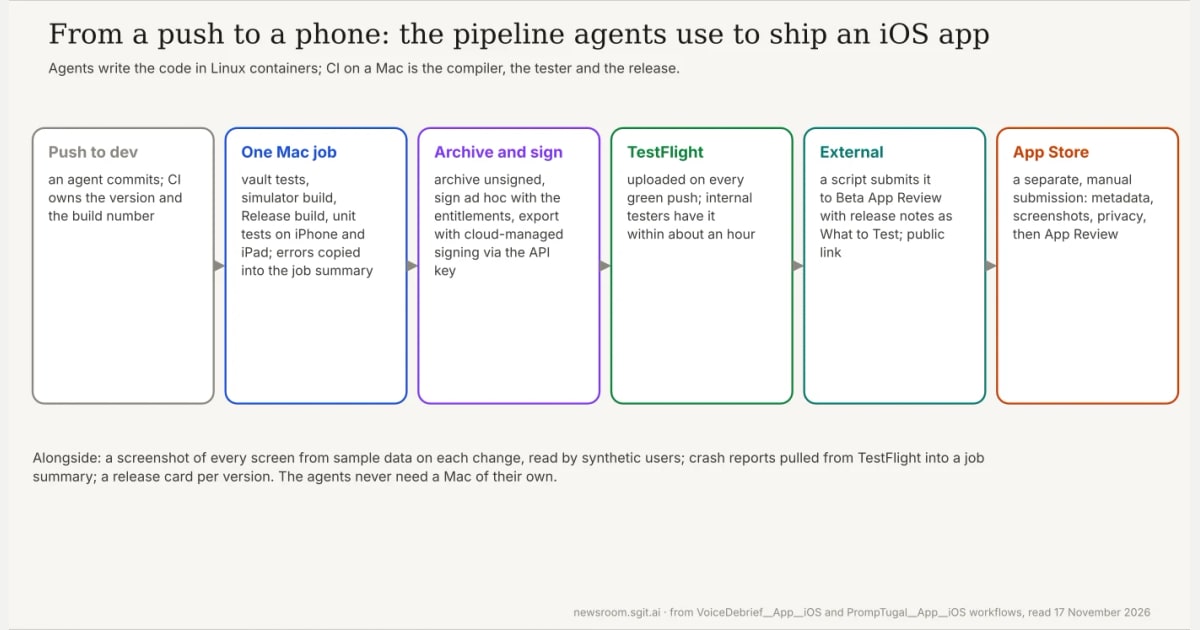 From a push to a phone: the pipeline agents use to ship an iOS app
Agents write the code in Linux containers; CI on a Mac is the compiler, the tester and the release.
Push to dev
an agent commits; CI
owns the version and
the build number
One Mac job
vault tests,
simulator build,
Release build, unit
tests on iPhone and
iPad; errors copied
into the job summary
Archive and sign
archive unsigned,
sign ad hoc with the
entitlements, export
with cloud-managed
signing via the API
key
TestFlight
uploaded on every
green push; internal
testers have it
within about an hour
External
a script submits it
to Beta App Review
with release notes as
What to Test; public
link
App Store
a separate, manual
submission: metadata,
screenshots, privacy,
then App Review
Alongside: a screenshot of every screen from sample data on each change, read by synthetic users; crash reports pulled from TestFlight into a job
summary; a release card per version. The agents never need a Mac of their own.
newsroom.sgit.ai · from VoiceDebrief__App__iOS and PrompTugal__App__iOS workflows, read 17 November 2026